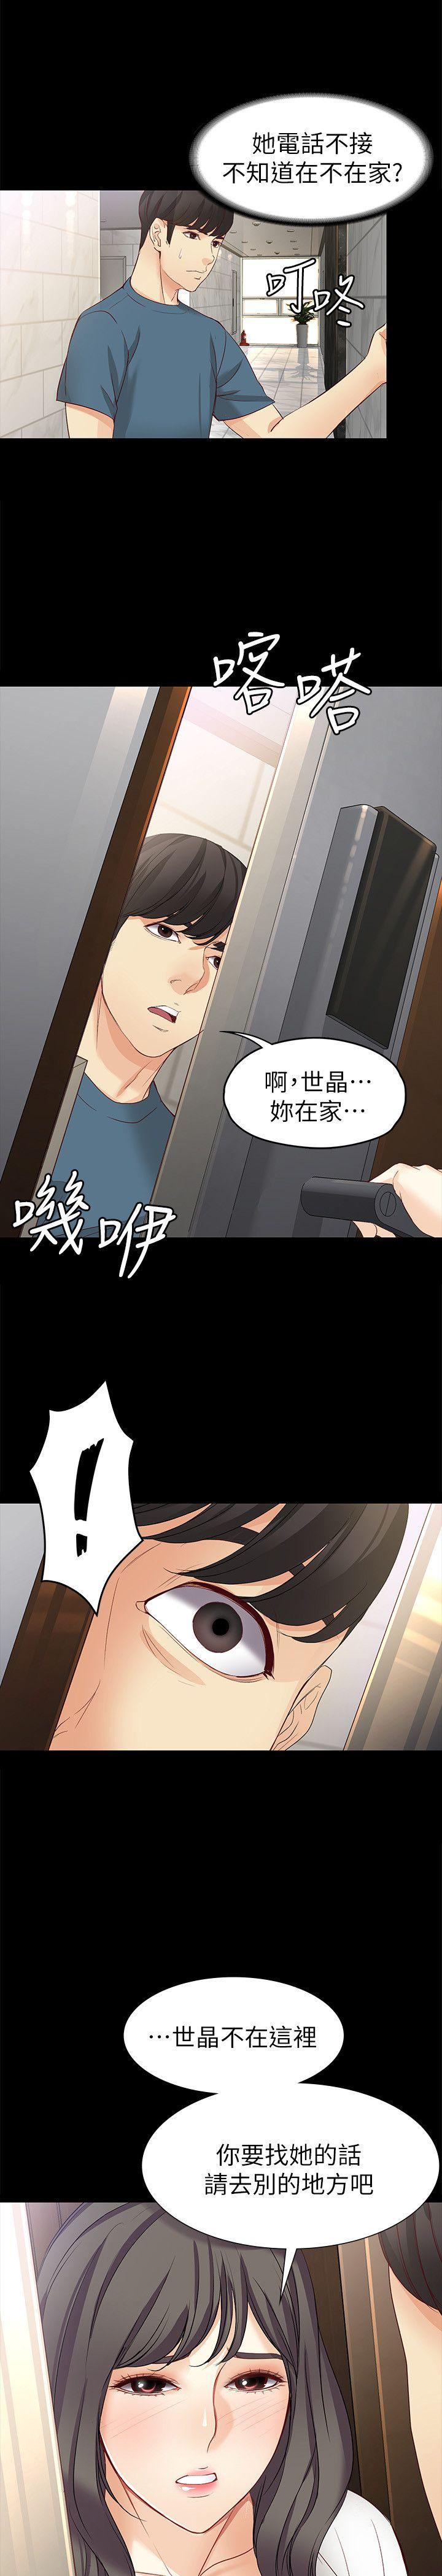 她電話不接
不知道在不在家?
叮咚
喀嗒
啊,世晶…
妳在家…
嘰咿
!
…世晶不在這裡
你要找她的話
請去別的地方吧